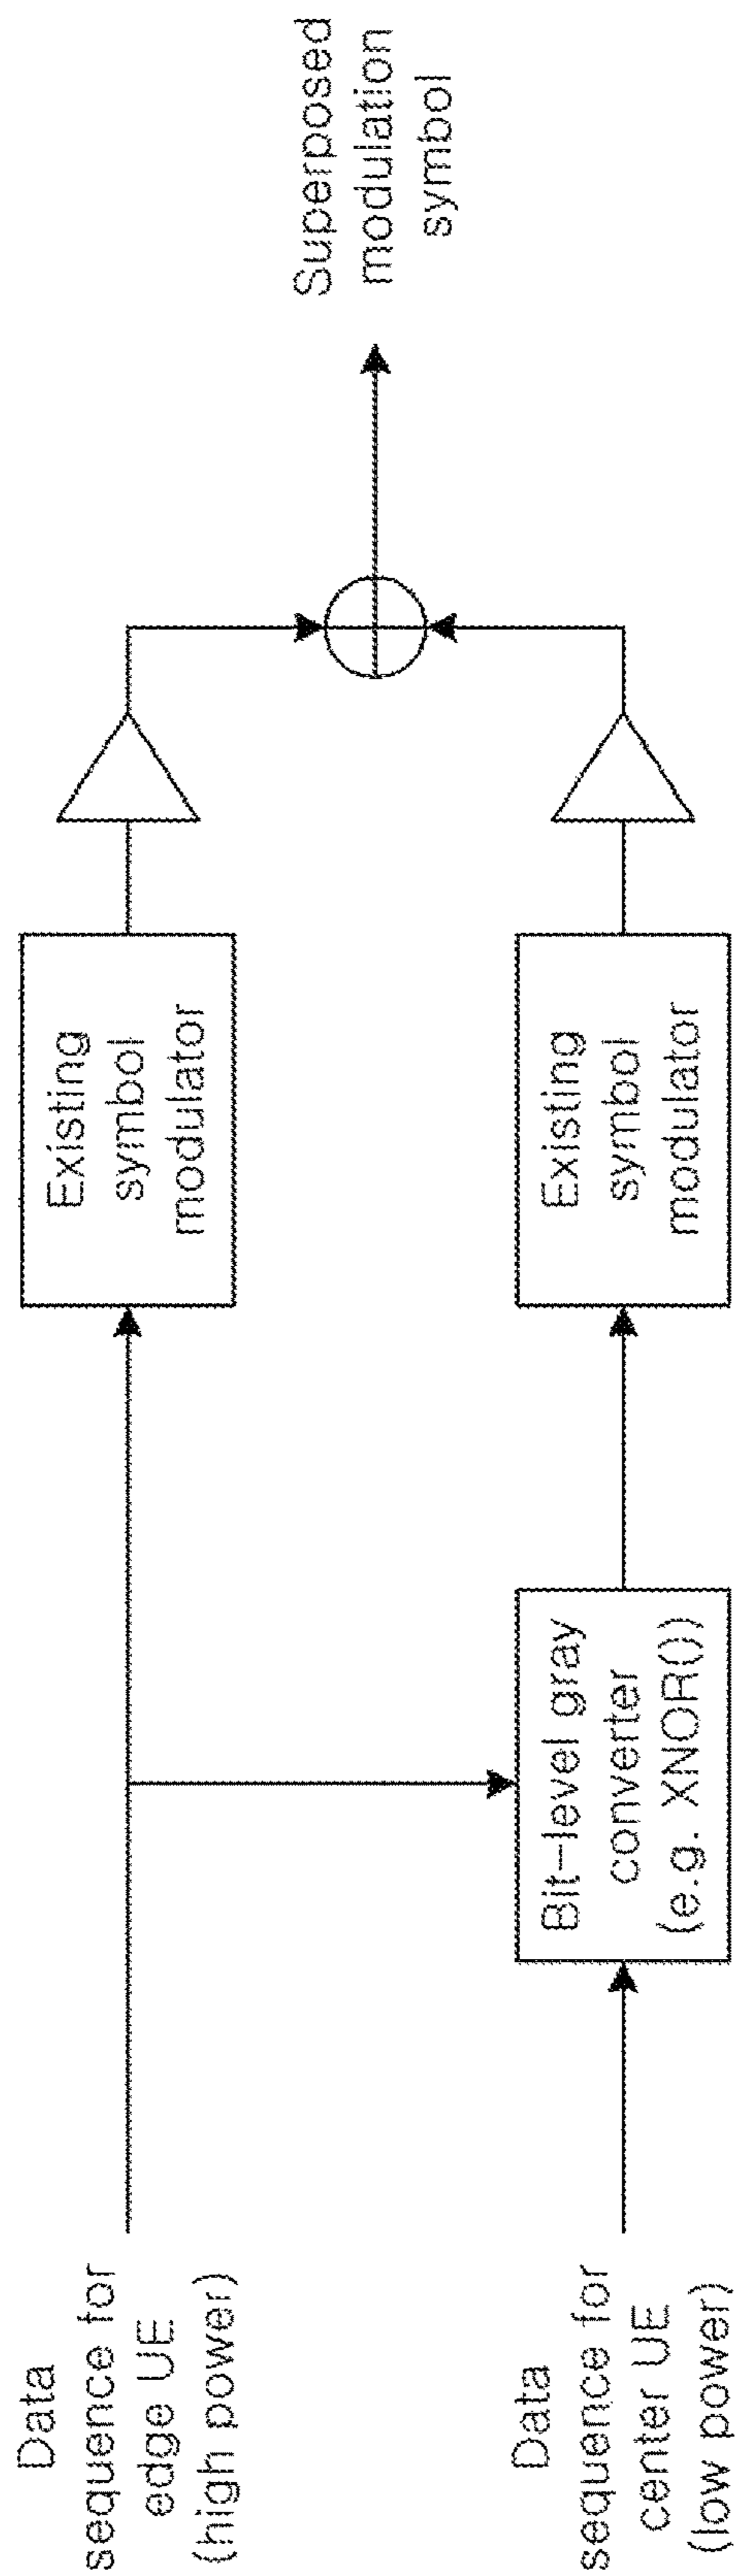 Data
sequence for
edge UE
(high power)
Existing
symbol
modulator
Data
sequence for
center UE
(low power)
Bit-level gray
converter
(e.g. XNOR())
Existing
symbol
modulator
Superposed
modulation
symbol